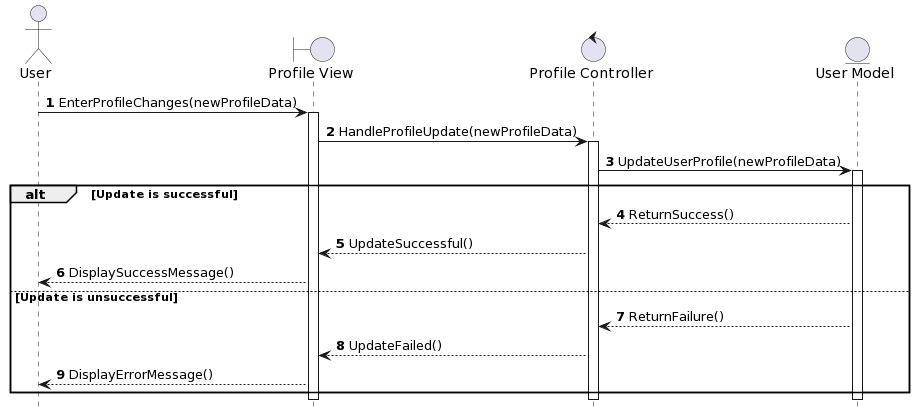 User
Profile View
Profile Controller
User Model
1 EnterProfileChanges(newProfileData)
2 HandleProfileUpdate(newProfileData)
3 UpdateUserProfile(newProfileData)
alt [Update is successful]
4 ReturnSuccess()
5 UpdateSuccessful()
6 DisplaySuccessMessage()
[Update is unsuccessful]
7 ReturnFailure()
8 UpdateFailed()
9 DisplayErrorMessage()